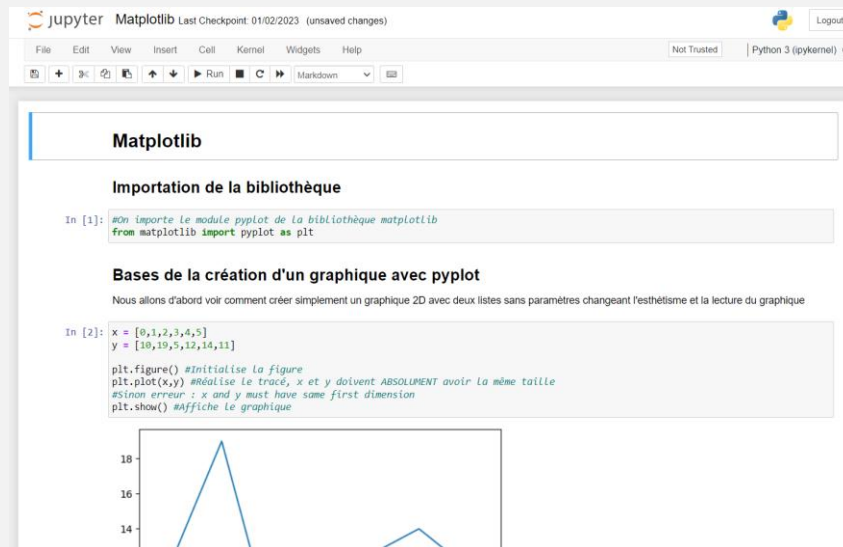 jupyter Matplotlib Last Checkpoint: 01/02/2023 (unsaved changes)
Logout
File Edit View Insert Cell Kernel Widgets Help
Not Trusted
Python 3 (ipykernel)
Run
Markdown
Matplotlib
Importation de la bibliothèque
In [1]: #On importe le module pyplot de la bibliothèque matplotlib
from matplotlib import pyplot as plt
Bases de la création d'un graphique avec pyplot
Nous allons d'abord voir comment créer simplement un graphique 2D avec deux listes sans paramètres changeant l'esthétisme et la lecture du graphique
In [2]: x = [0,1,2,3,4,5]
y = [10,19,5,12,14,11]
plt.figure() #Initialise la figure
plt.plot(x,y) #Réalise le tracé, x et y doivent ABSOLUMENT avoir la même taille
#Sinon erreur : x and y must have same first dimension
plt.show() #Affiche le graphique
18
16
14